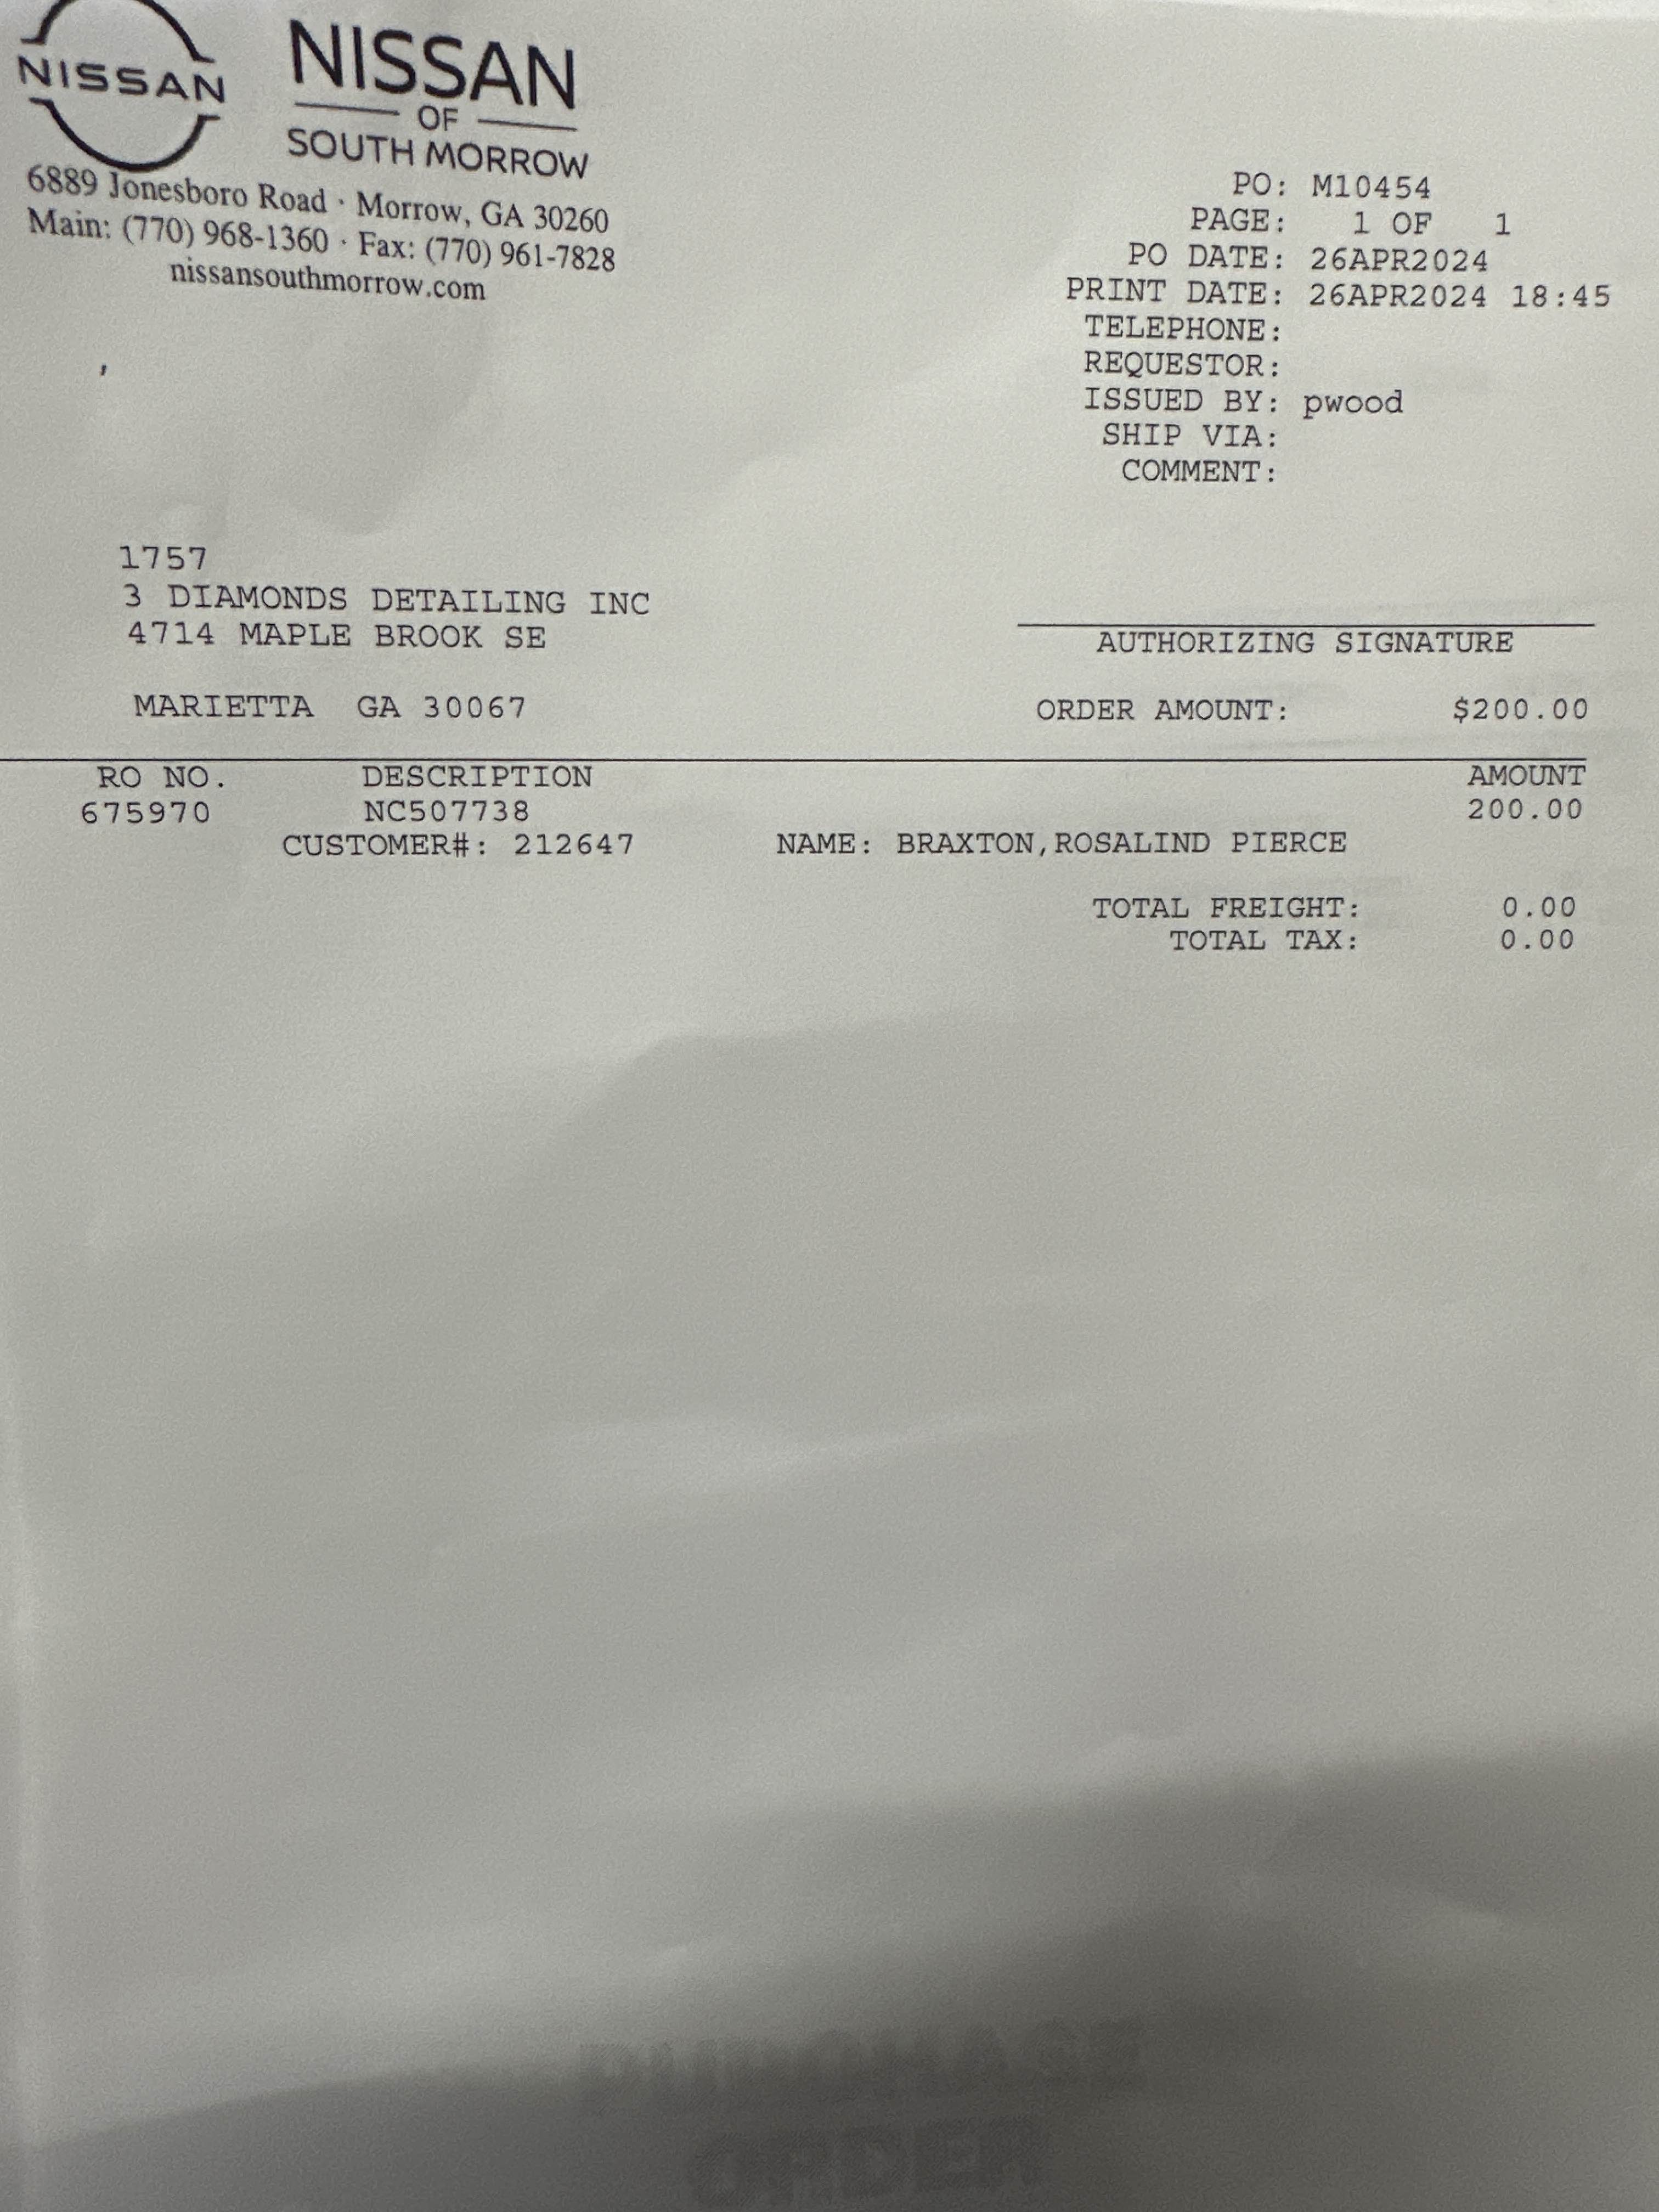 NISSAN
NISSAN
OF
SOUTH MORROW
6889 Jonesboro Road · Morrow, GA 30260
Main: (770) 968-1360 · Fax: (770) 961-7828
nissansouthmorrow.com
PO: M10454
PAGE: 1 OF 1
PO DATE: 26APR2024
PRINT DATE: 26APR2024 18:45
TELEPHONE:
REQUESTOR:
ISSUED BY: pwood
SHIP VIA:
COMMENT:
,
1757
3 DIAMONDS DETAILING INC
4714 MAPLE BROOK SE
MARIETTA GA 30067
AUTHORIZING SIGNATURE
ORDER AMOUNT: $200.00
RO NO. DESCRIPTION AMOUNT
675970 NC507738 200.00
CUSTOMER#: 212647 NAME: BRAXTON,ROSALIND PIERCE
TOTAL FREIGHT: 0.00
TOTAL TAX: 0.00
PURCHASE
ORDER